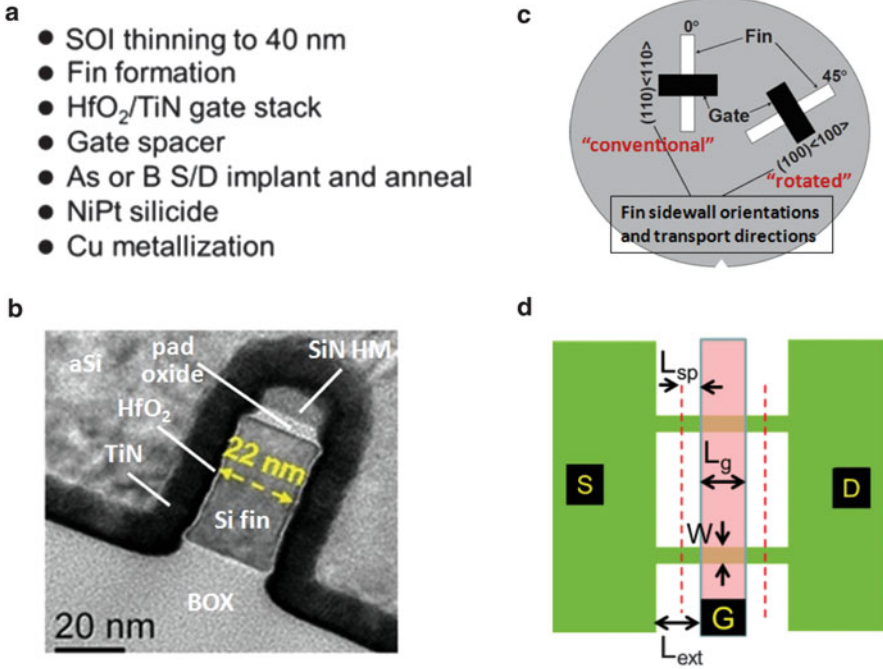 a
● SOI thinning to 40 nm
● Fin formation
● HfO₂/TiN gate stack
● Gate spacer
● As or B S/D implant and anneal
● NiPt silicide
● Cu metallization
b
aSi
pad
oxide
SiN HM
HfO₂
TiN
22 nm
Si fin
BOX
20 nm
c
0°
Fin
45°
(110)<110>
Gate
"conventional"
(100)<100>
"rotated"
Fin sidewall orientations
and transport directions
d
Lsp
Lg
S
D
W
G
Lext